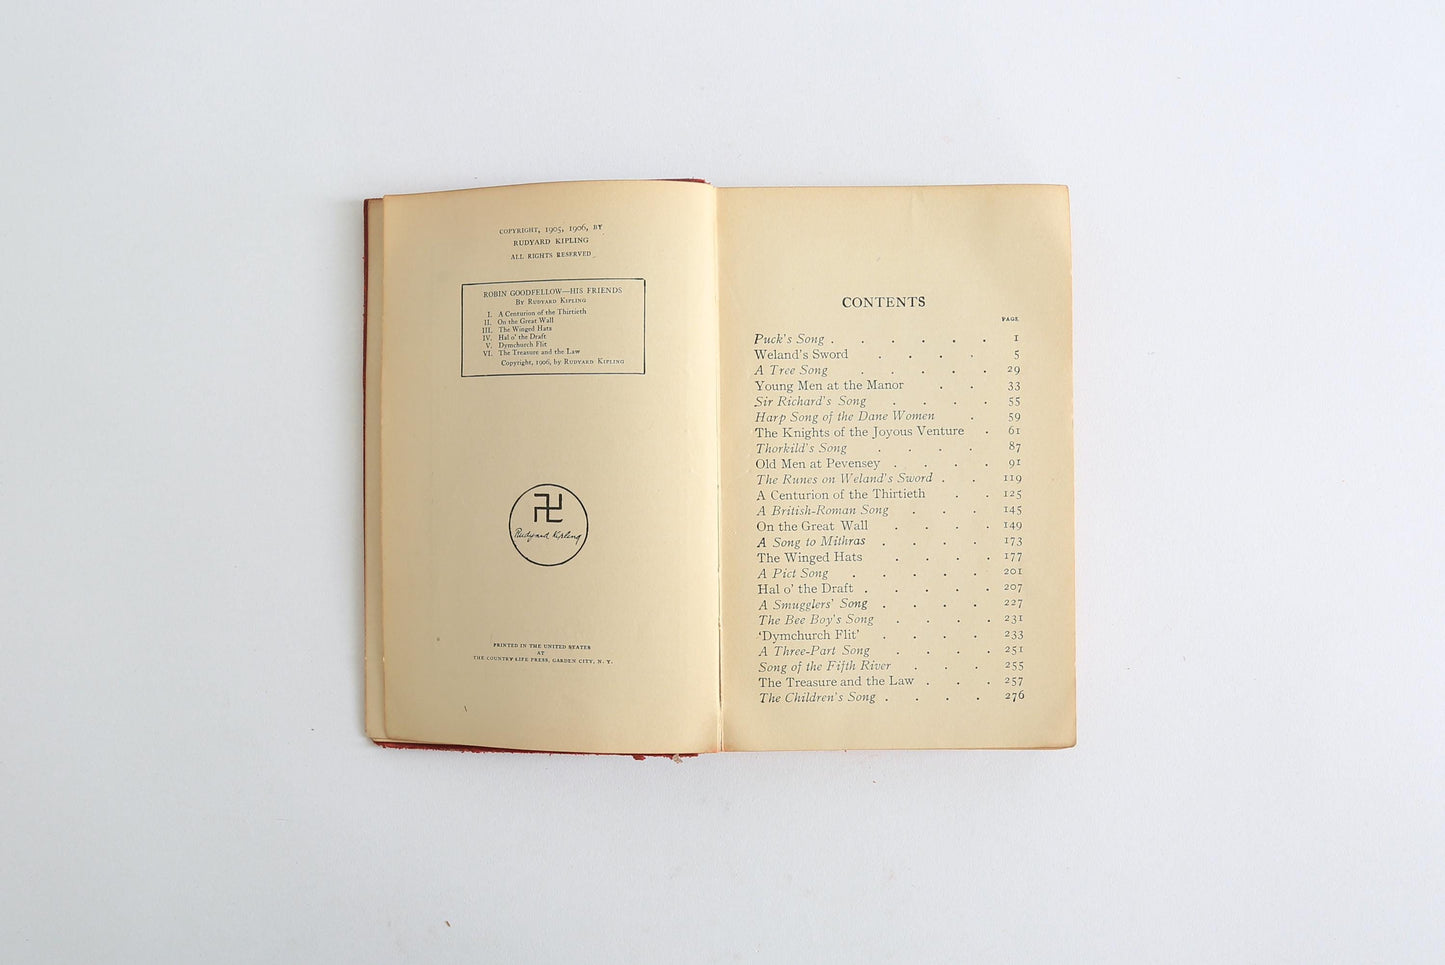 COPYRIGHT, 1905, 1906, BY
RUDYARD KIPLING
ALL RIGHTS RESERVED
ROBIN GOODFELLOW—HIS FRIENDS
BY RUDYARD KIPLING
I. A Centurion of the Thirtieth
II. On the Great Wall
III. The Winged Hats
IV. Hal o' the Draft
V. Dymchurch Flit
VI. The Treasure and the Law
Copyright, 1906, by RUDYARD KIPLING
Rudyard Kipling
PRINTED IN THE UNITED STATES
AT
THE COUNTRY LIFE PRESS, GARDEN CITY, N. Y.
CONTENTS
PAGE
Puck's Song . . . . . . 1
Weland's Sword . . . . 5
A Tree Song . . . . . 29
Young Men at the Manor . . 33
Sir Richard's Song . . . . 55
Harp Song of the Dane Women . 59
The Knights of the Joyous Venture . 61
Thorkild's Song . . . . 87
Old Men at Pevensey . . . . 91
The Runes on Weland's Sword . . 119
A Centurion of the Thirtieth . . 125
A British-Roman Song . . . 145
On the Great Wall . . . . 149
A Song to Mithras . . . . 173
The Winged Hats . . . . 177
A Pict Song . . . . . 201
Hal o' the Draft . . . . . 207
A Smugglers' Song . . . . 227
The Bee Boy's Song . . . . 231
‘Dymchurch Flit’ . . . . 233
A Three-Part Song . . . . 251
Song of the Fifth River . . . 255
The Treasure and the Law . . . 257
The Children's Song . . . . 276